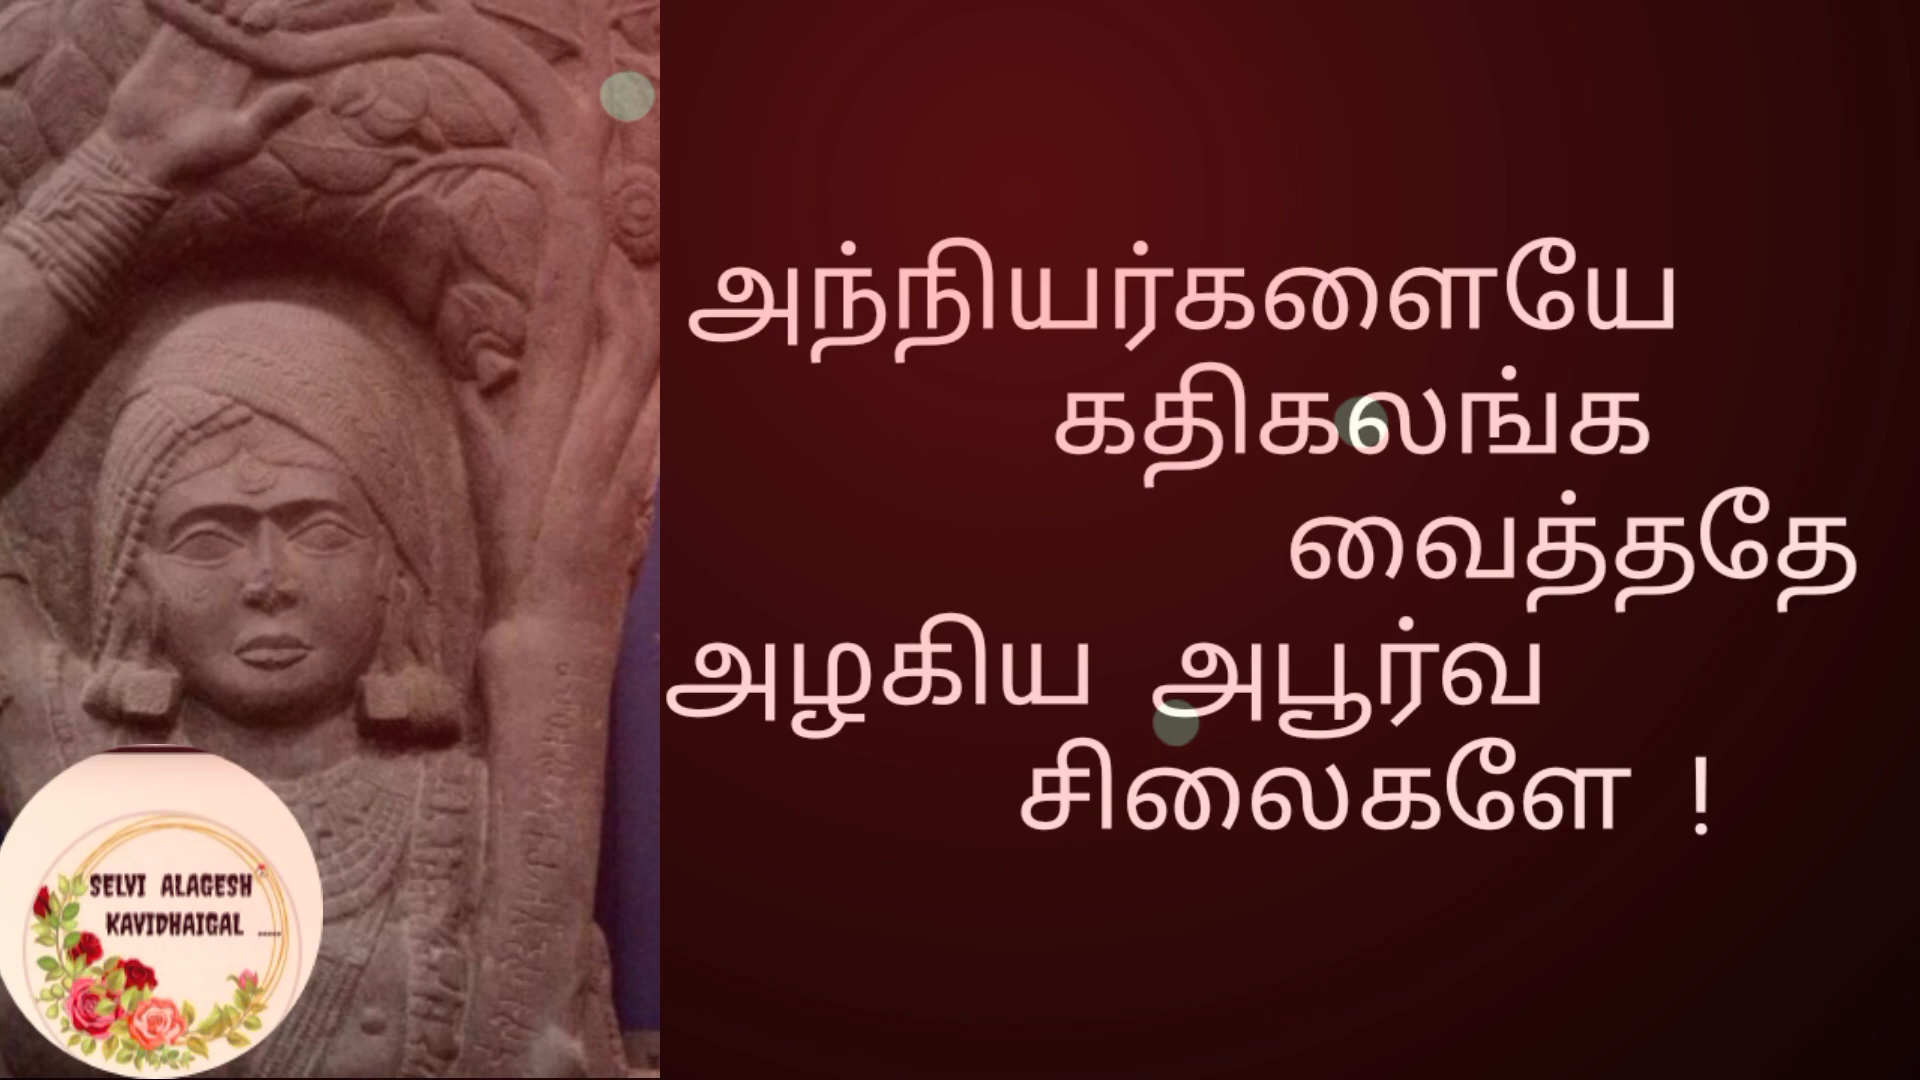 அந்நியர்களையே
கதிகலங்க
வைத்ததே
அழகிய அபூர்வ
சிலைகளே !
SELVI ALAGESH
KAVIDHAIGAL .....